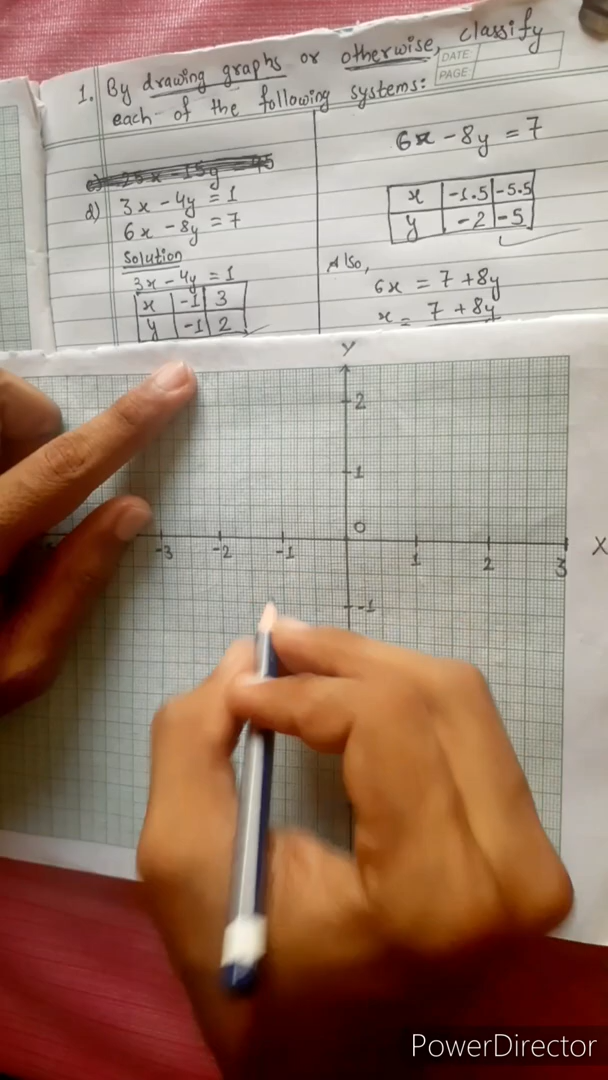 1. By drawing graphs or otherwise, classify
each of the following systems:
DATE:
PAGE
d) 3x - 4y = 1
6x - 8y = 7
Solution
3x - 4y = 1
x | -1 | 3
y | -1 | 2
6x - 8y = 7
x | -1.5 | -5.5
y | -2 | -5
Also,
6x = 7 + 8y
x = 7 + 8y
Y
2
1
0
-3 -2 -1 1 2 3 X
-1
PowerDirector